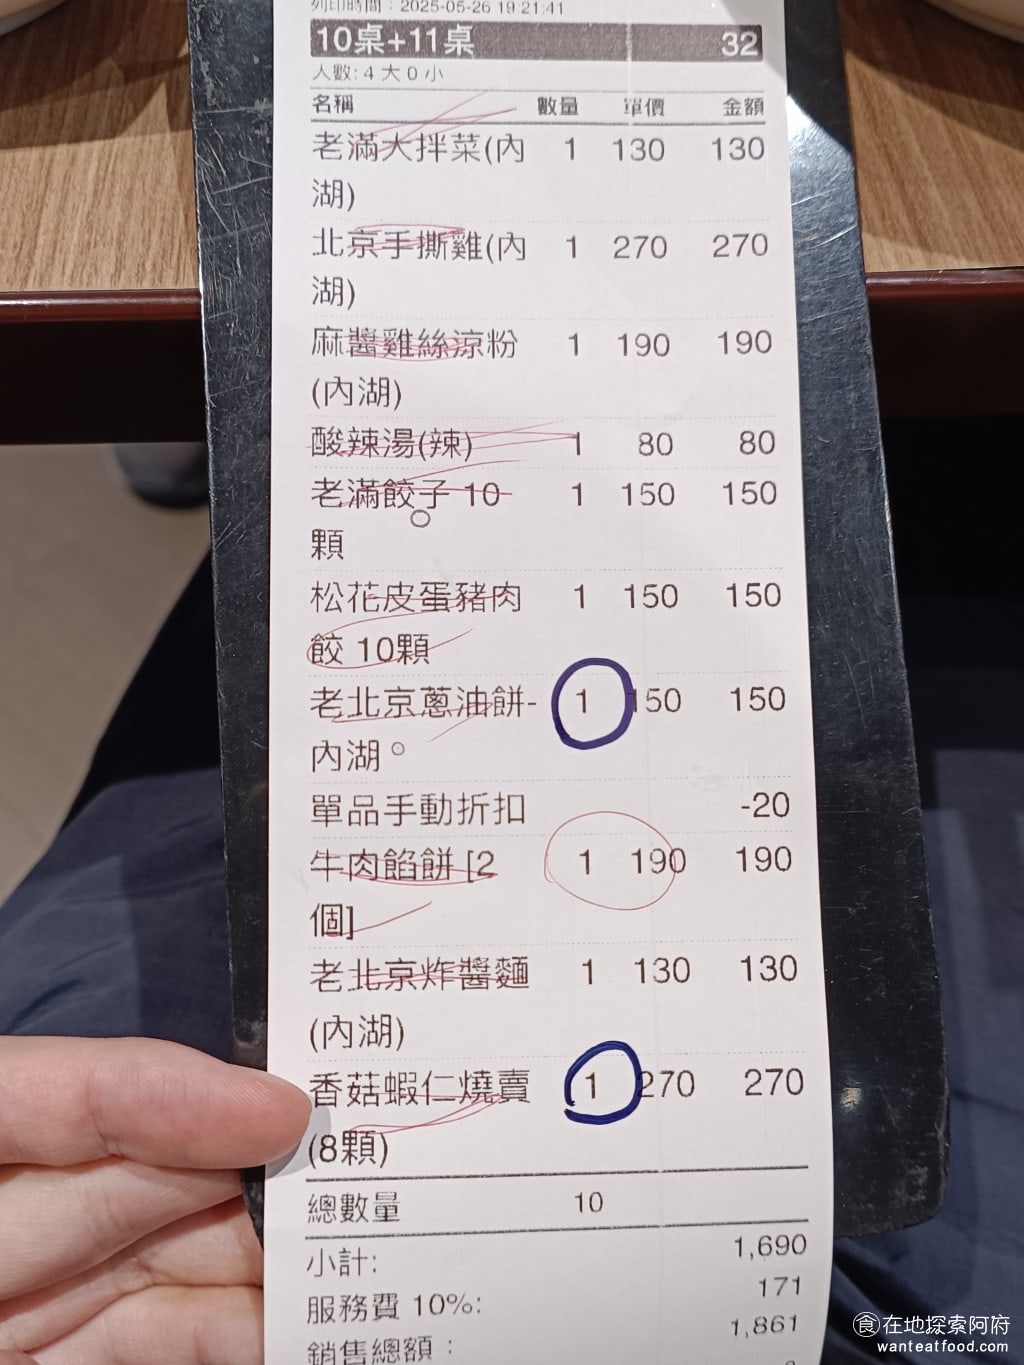 列印時間：2025-05-26 19:21:41
10桌+11桌 32
人數: 4 大 0 小
名稱 數量 單價 金額
老滿大拌菜(內 1 130 130
湖)
北京手撕雞(內 1 270 270
湖)
麻醬雞絲涼粉 1 190 190
(內湖)
酸辣湯(辣) 1 80 80
老滿餃子 10 1 150 150
顆
松花皮蛋豬肉 1 150 150
餃 10顆
老北京蔥油餅- 1 150 150
內湖。
單品手動折扣 -20
牛肉餡餅 [2 1 190 190
個]
老北京炸醬麵 1 130 130
(內湖)
香菇蝦仁燒賣 1 270 270
(8顆)
總數量 10
小計: 1,690
服務費 10%: 171
銷售總額： 1,861
食在地探索阿府
wanteatfood.com